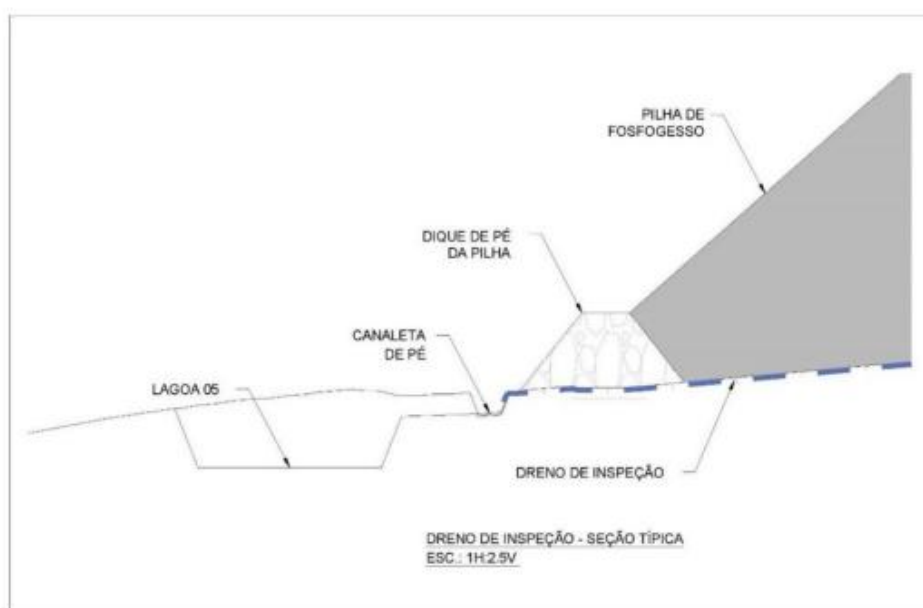 PILHA DE
FOSFOGESSO
DIQUE DE PÉ
DA PILHA
CANALETA
DE PÉ
LAGOA 05
DRENO DE INSPEÇÃO
DRENO DE INSPEÇÃO - SEÇÃO TÍPICA
ESC.: 1H:2.5V